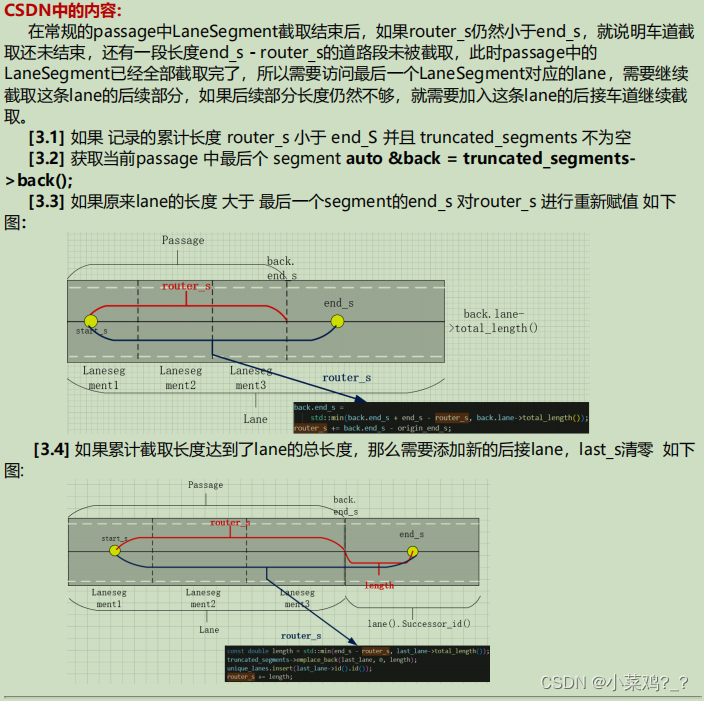 CSDN中的内容:
在常规的passage中LaneSegment截取结束后，如果router_s仍然小于end_s，就说明车道截
取还未结束，还有一段长度end_s - router_s的道路段未被截取，此时passage中的
LaneSegment已经全部截取完了，所以需要访问最后一个LaneSegment对应的lane，需要继续
截取这条lane的后续部分，如果后续部分长度仍然不够，就需要加入这条lane的后接车道继续截
取。
[3.1] 如果 记录的累计长度 router_s 小于 end_S 并且 truncated_segments 不为空
[3.2] 获取当前passage 中最后个 segment auto &back = truncated_segments-
>back();
[3.3] 如果原来lane的长度 大于 最后一个segment的end_s 对router_s 进行重新赋值 如下
图：
Passage
back.
end_s
router_s
end_s
start_s
back.lane-
>total_length()
Laneseg
ment1
Laneseg
ment2
Laneseg
ment3
router_s
Lane
back.end_s =
std::min(back.end_s + end_s - router_s, back.lane->total_length());
router_s += back.end_s - origin_end_s;
[3.4] 如果累计截取长度达到了lane的总长度，那么需要添加新的后接lane，last_s清零 如下
图:
Passage
back.
end_s
router_s
start_s
end_s
length
Laneseg
ment1
Laneseg
ment2
Laneseg
ment3
lane().Successor_id()
Lane
router_s
const double length = std::min(end_s - router_s, last_lane->total_length());
truncated_segments->emplace_back(last_lane, 0, length);
unique_lanes.insert(last_lane->id().id());
router_s += length;
CSDN @小菜鸡?_?